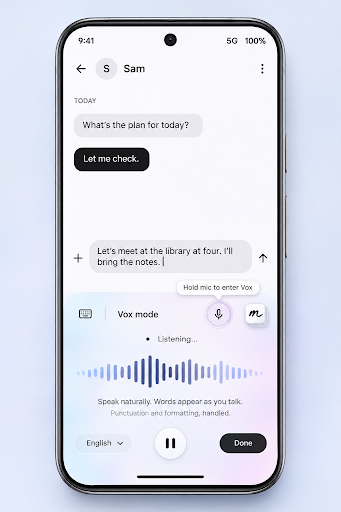 9:41
5G 100%
S
Sam
TODAY
What's the plan for today?
Let me check.
Let's meet at the library at four. I'll
bring the notes.
Hold mic to enter Vox
Vox mode
m
Listening...
Speak naturally. Words appear as you talk.
Punctuation and formatting, handled.
English
Done